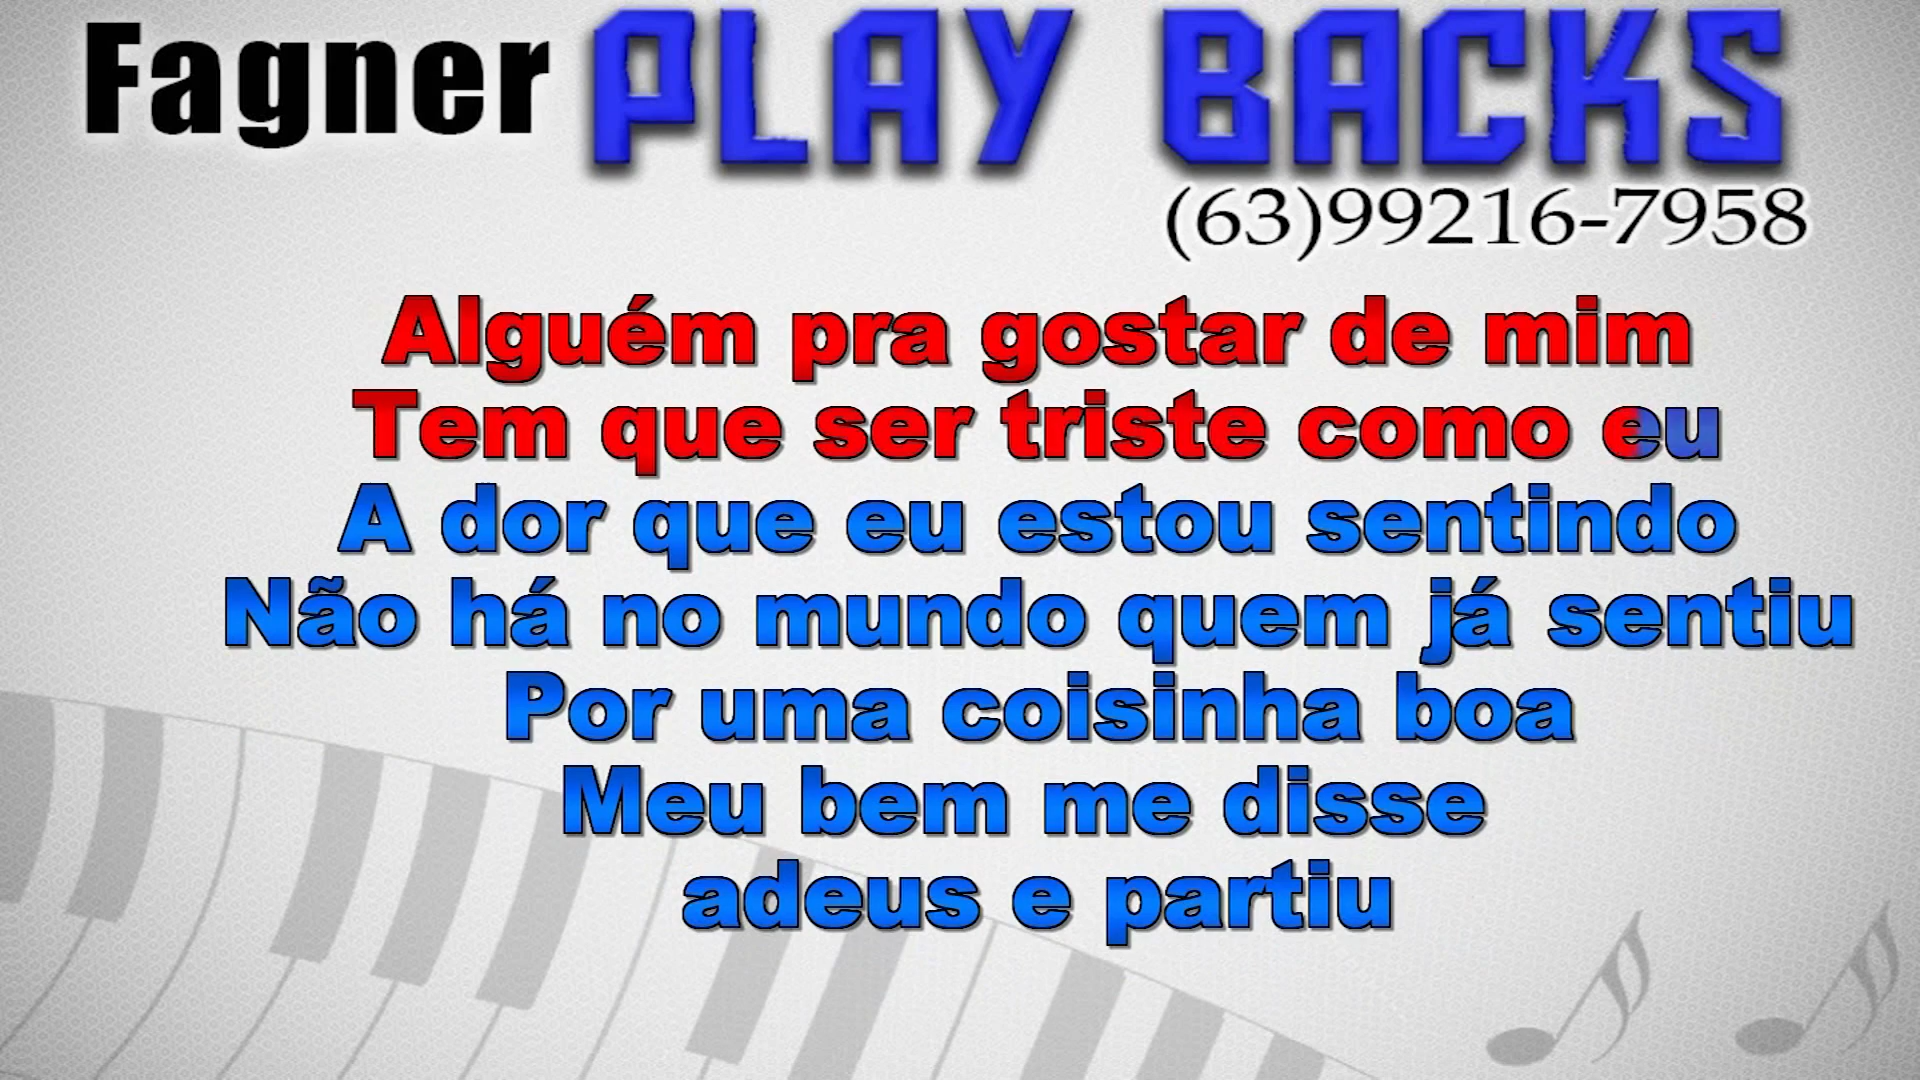 Fagner PLAY BACKS
(63)99216-7958
Alguém pra gostar de mim
Tem que ser triste como eu
A dor que eu estou sentindo
Não há no mundo quem já sentiu
Por uma coisinha boa
Meu bem me disse
adeus e partiu